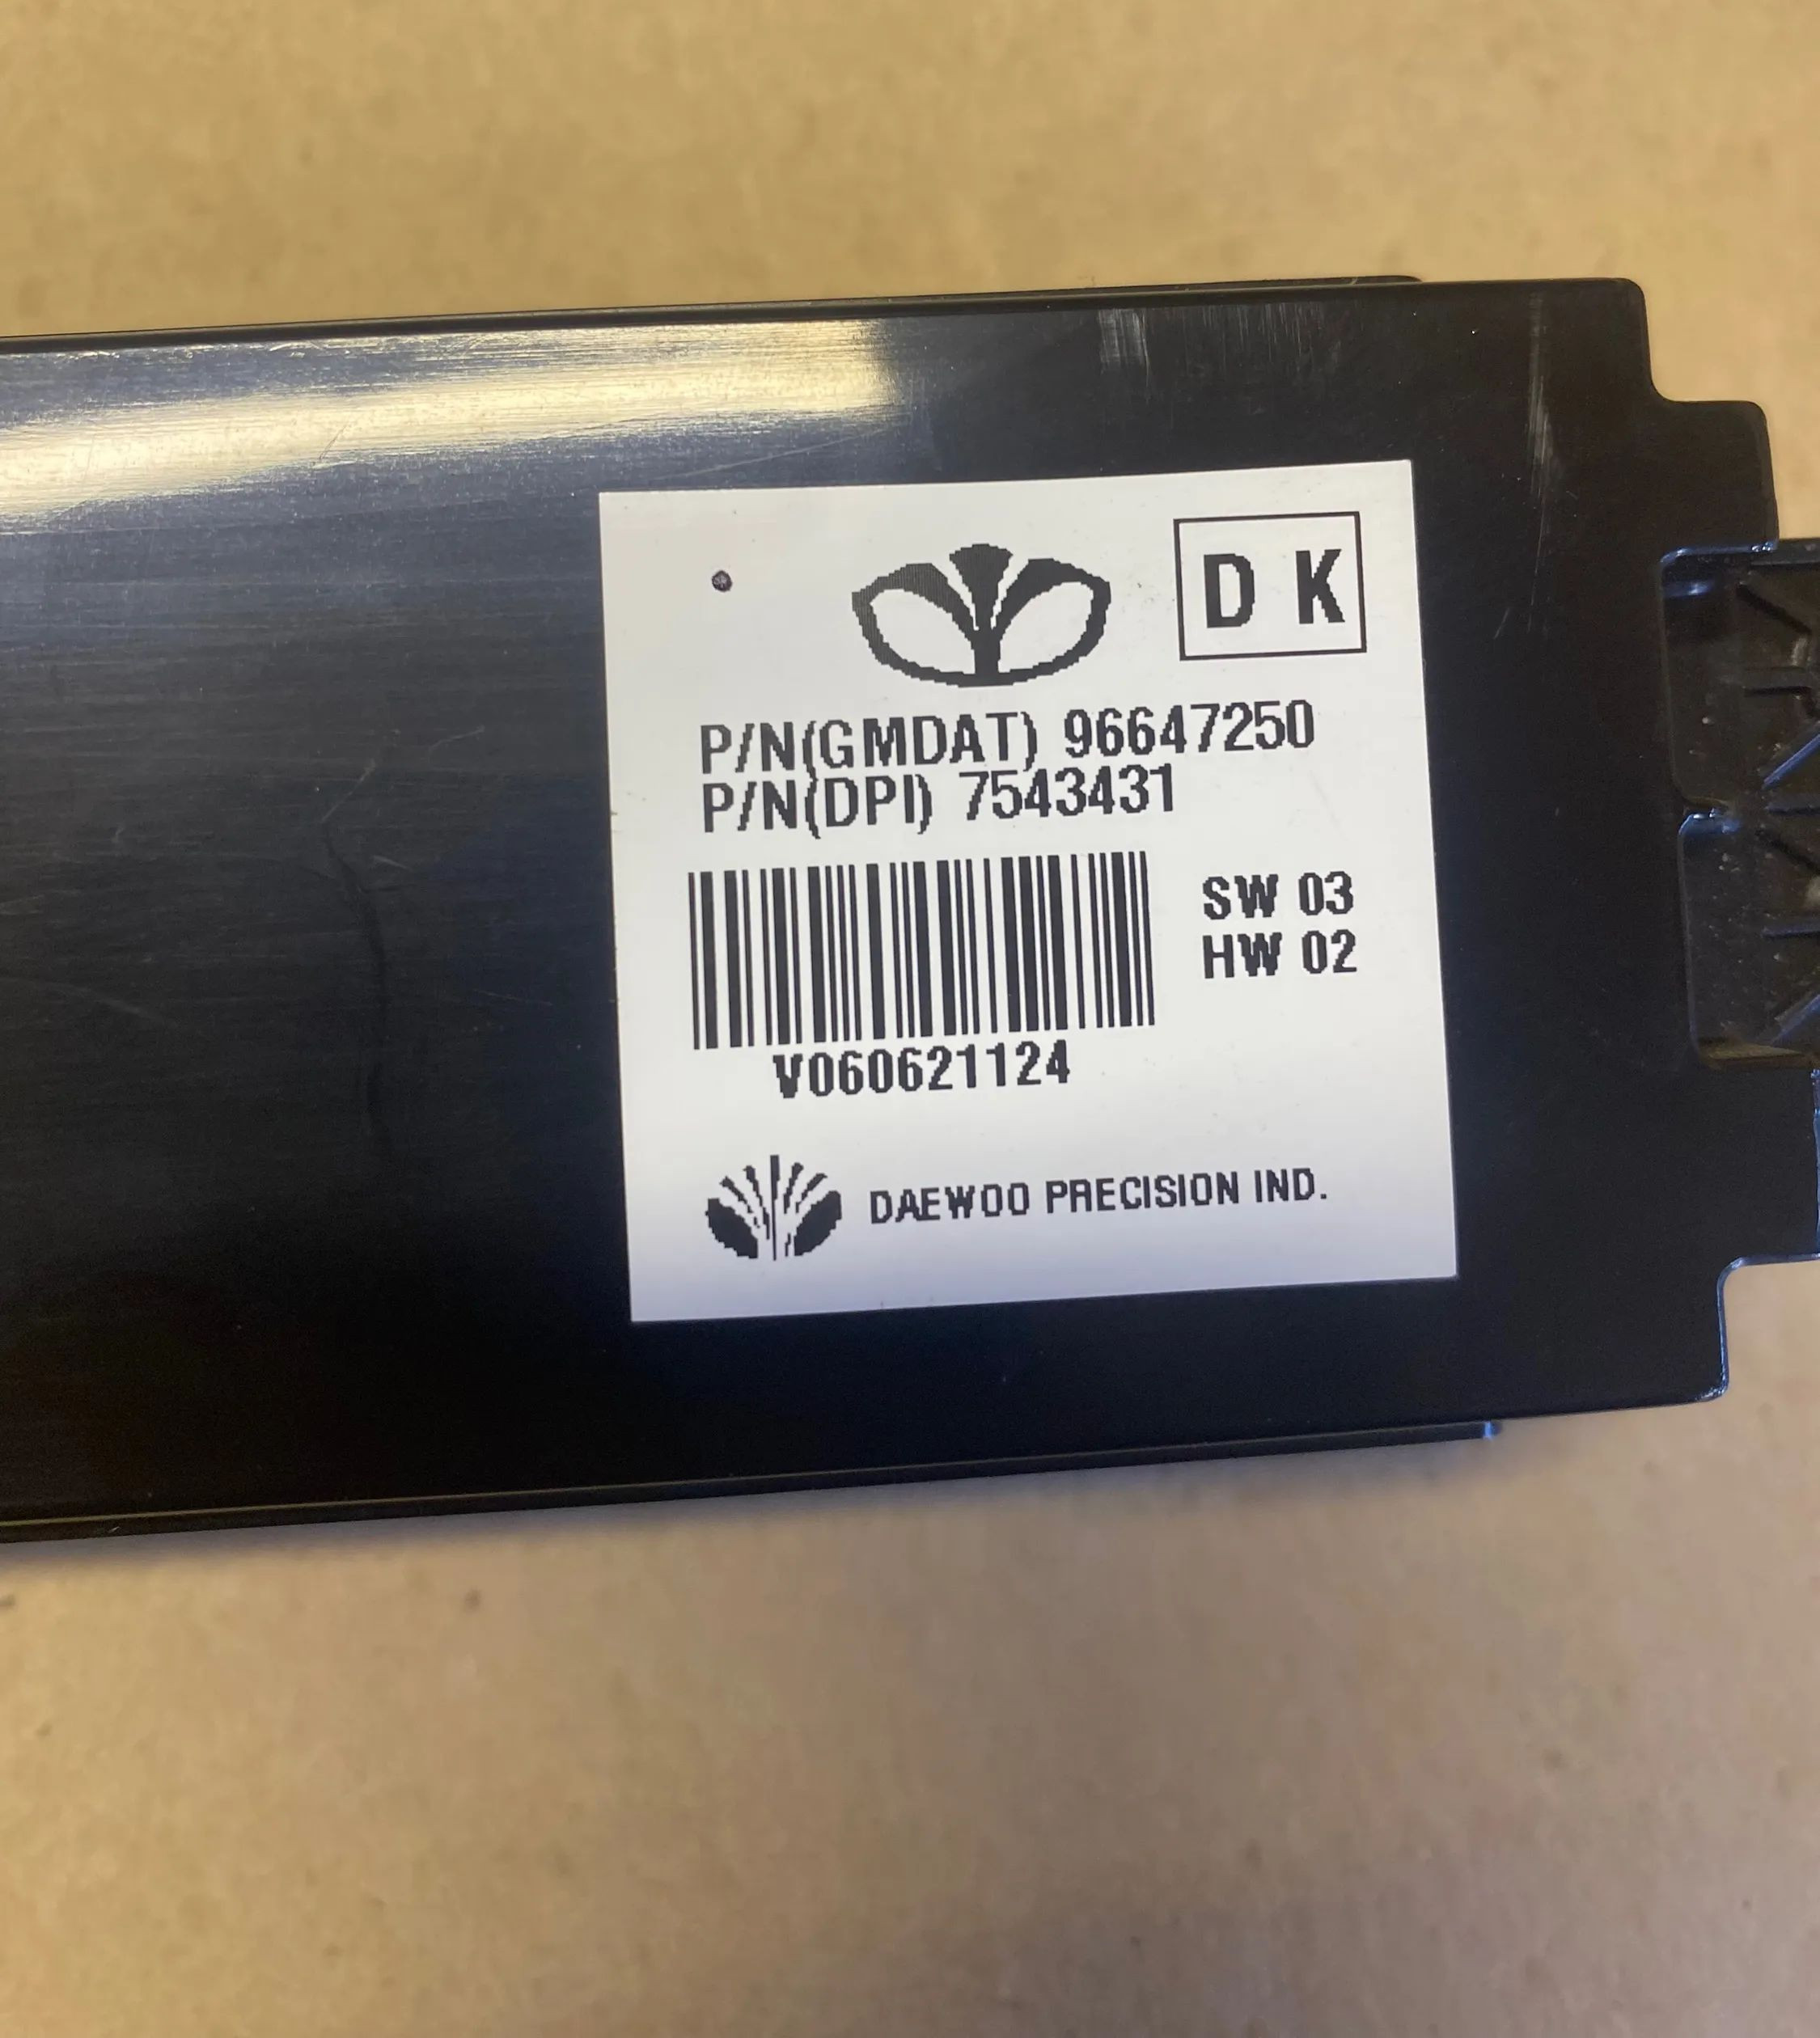 D K
P/N(GMDAT) 96647250
P/N(DPI) 7543431
SW 03
HW 02
V060621124
DAEWOO PRECISION IND.